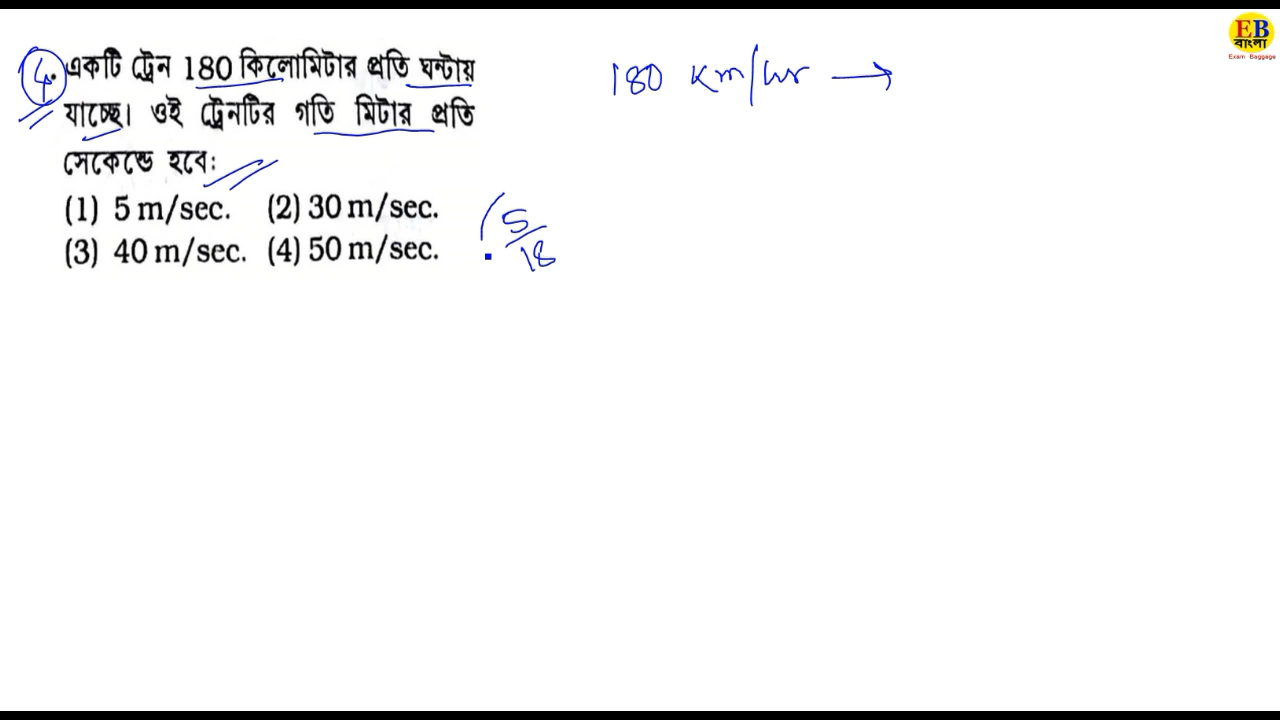 4. একটি ট্রেন 180 কিলোমিটার প্রতি ঘন্টায়
যাচ্ছে। ওই ট্রেনটির গতি মিটার প্রতি
সেকেন্ডে হবে:
(1) 5 m/sec. (2) 30 m/sec.
(3) 40 m/sec. (4) 50 m/sec.
(5/18
180 km/hr →
EB
বাংলা
Exam Baggage